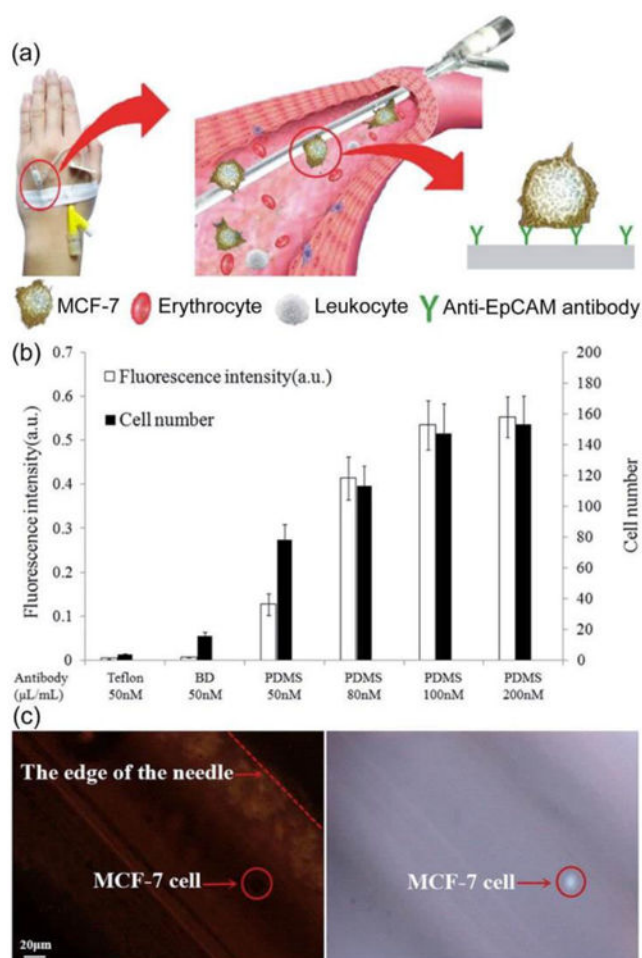 (a)
MCF-7 Erythrocyte Leukocyte Anti-EpCAM antibody
(b)
Fluorescence intensity(a.u.)
0.7
0.6
0.5
0.4
0.3
0.2
0.1
0
Fluorescence intensity(a.u.)
Cell number
200
180
160
140
120
100
80
60
40
20
0
Cell number
Antibody
(μL/mL)
Teflon
50nM
BD
50nM
PDMS
50nM
PDMS
80nM
PDMS
100nM
PDMS
200nM
(c)
The edge of the needle
MCF-7 cell
20μm
MCF-7 cell